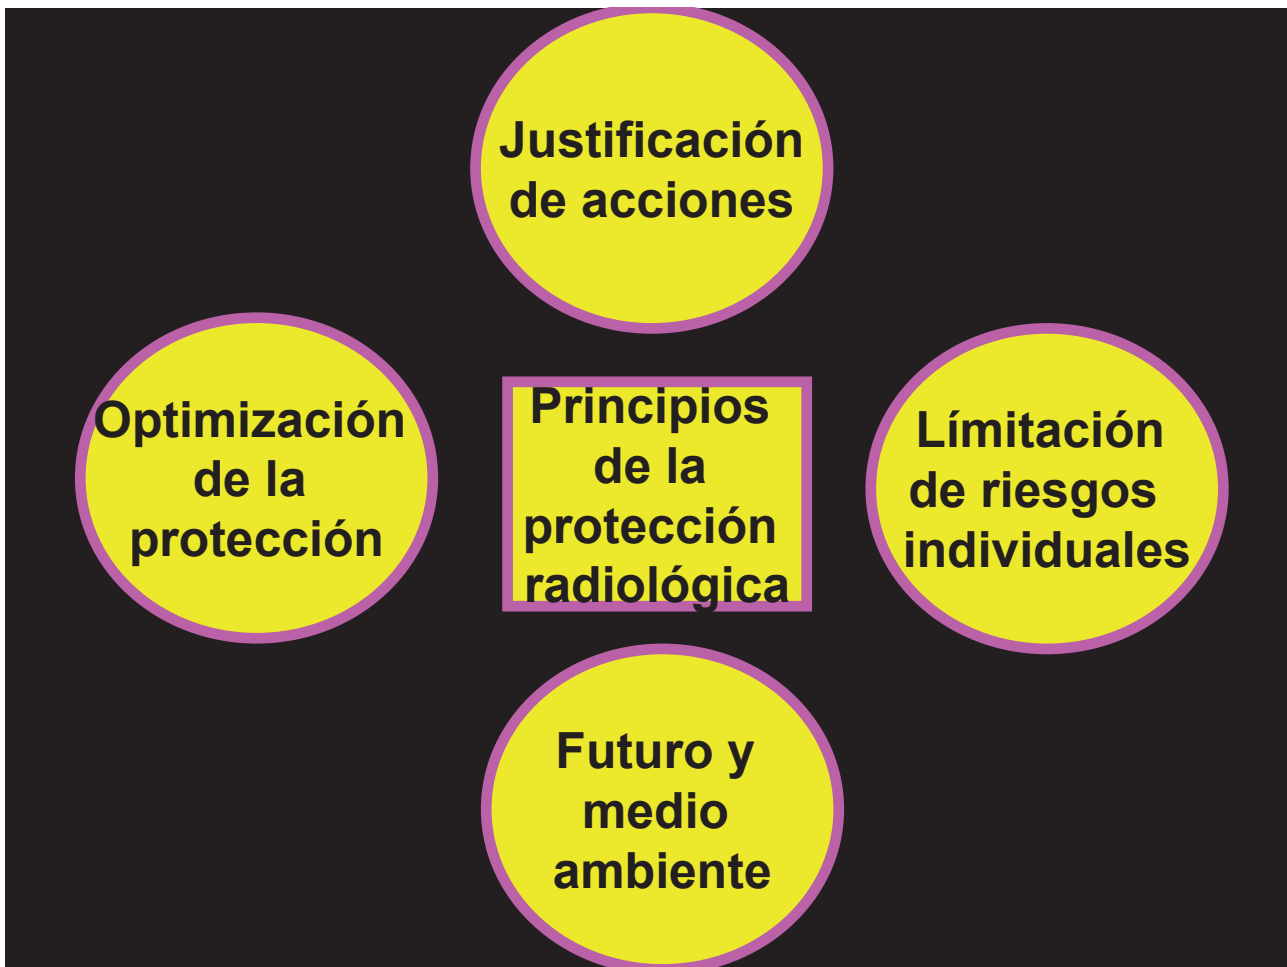 Justificación
de acciones
Optimización
de la
protección
Principios
de la
protección
radiológica
Límitación
de riesgos
individuales
Futuro y
medio
ambiente